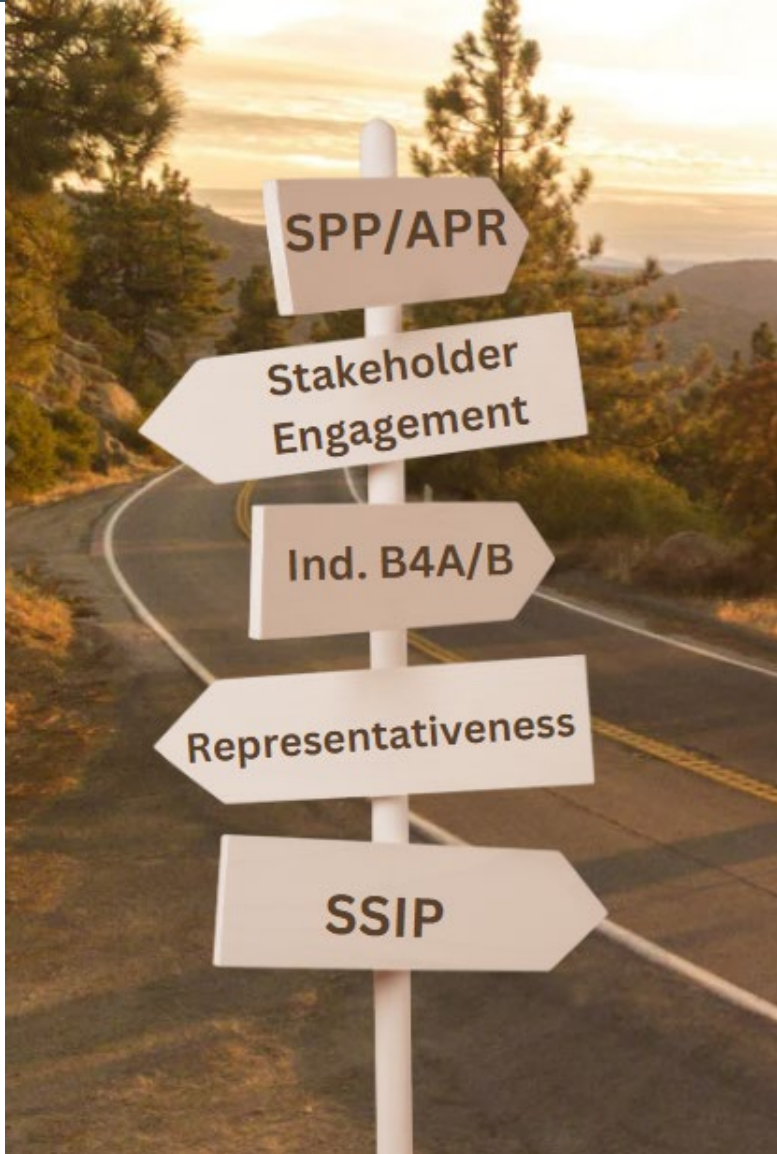 SPP/APR
Stakeholder
Engagement
Ind. B4A/B
Representativeness
SSIP